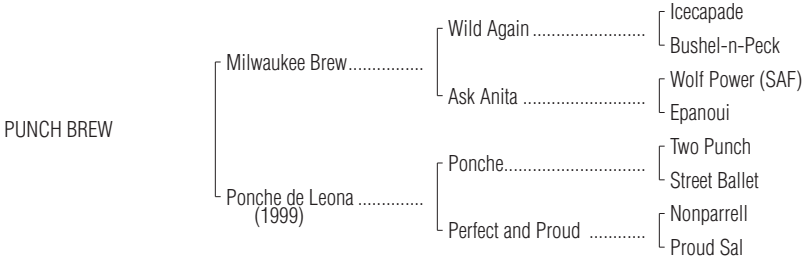 Icecapade
Wild Again ........................
Bushel-n-Peck
Milwaukee Brew................
Wolf Power (SAF)
Ask Anita ..........................
Epanoui
PUNCH BREW
Two Punch
Ponche..............................
Street Ballet
Ponche de Leona ..............
(1999)
Nonparrell
Perfect and Proud ............
Proud Sal